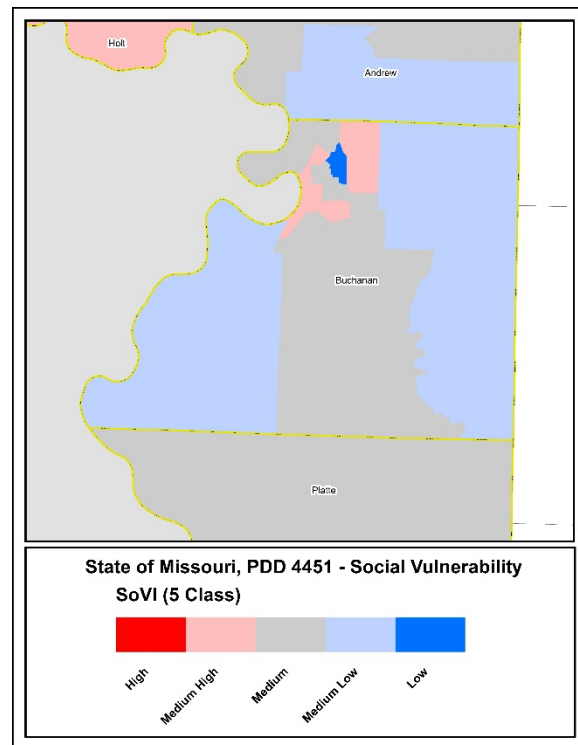 Holt
Andrew
Buchanan
Platte
State of Missouri, PDD 4451 - Social Vulnerability
SoVI (5 Class)
High
Medium High
Medium
Medium Low
Low